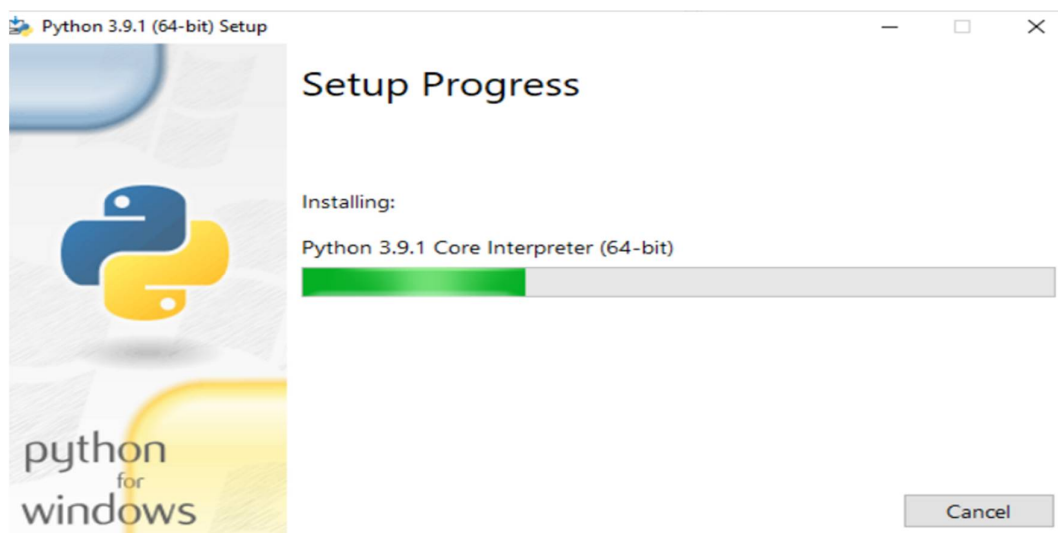 Python 3.9.1 (64-bit) Setup
Setup Progress
Installing:
Python 3.9.1 Core Interpreter (64-bit)
python
for
windows
Cancel